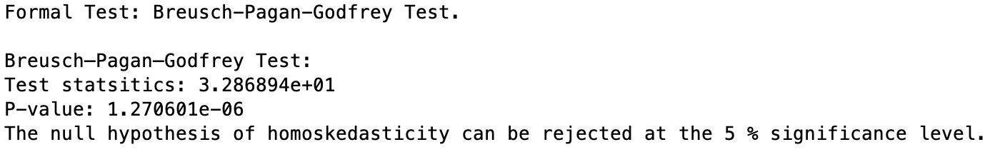 Formal Test: Breusch-Pagan-Godfrey Test.
Breusch–Pagan–Godfrey Test:
Test statsitics: 3.286894e+01
P-value: 1.270601e-06
The null hypothesis of homoskedasticity can be rejected at the 5 % significance level.